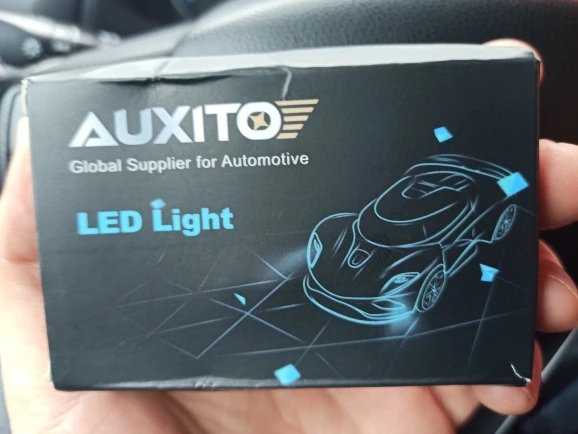 AUXITO
Global Supplier for Automotive
LED Light